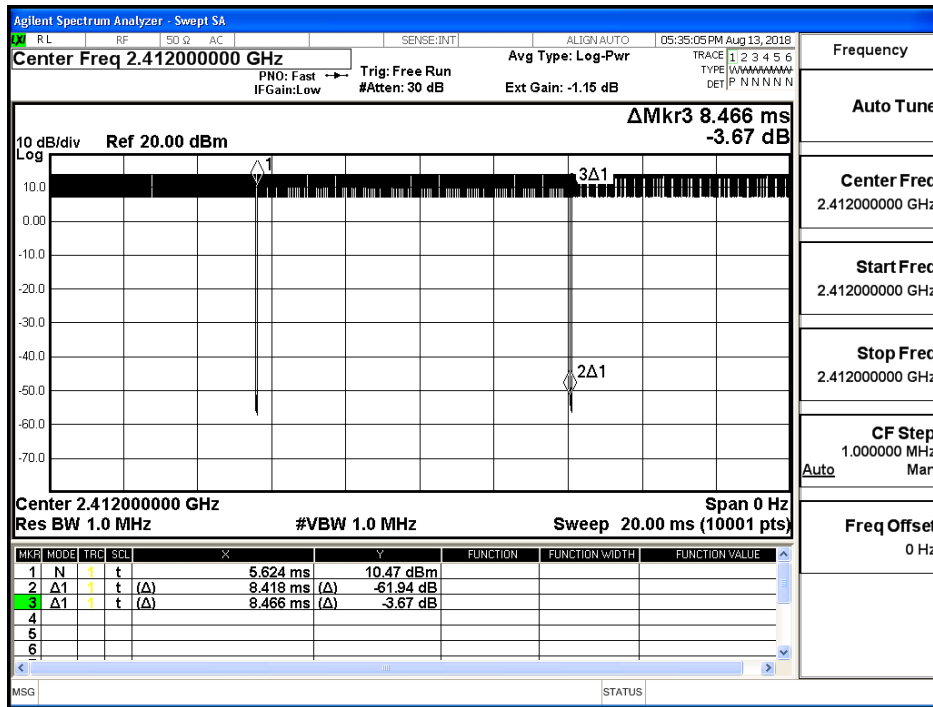 Agilent Spectrum Analyzer - Swept SA
LXI RL RF 50 Ω AC SENSE:INT ALIGN AUTO 05:35:05 PM Aug 13, 2018
Center Freq 2.412000000 GHz
PNO: Fast
IFGain:Low
Trig: Free Run
#Atten: 30 dB
Avg Type: Log-Pwr
Ext Gain: -1.15 dB
TRACE 1 2 3 4 5 6
TYPE WWWWWW
DET P N N N N N
ΔMkr3 8.466 ms
-3.67 dB
10 dB/div Ref 20.00 dBm
Log
1
3Δ1
10.0
0.00
-10.0
-20.0
-30.0
-40.0
2Δ1
-50.0
-60.0
-70.0
Center 2.412000000 GHz Span 0 Hz
Res BW 1.0 MHz #VBW 1.0 MHz Sweep 20.00 ms (10001 pts)
MKR MODE TRC SCL X Y FUNCTION FUNCTION WIDTH FUNCTION VALUE
1 N 1 t 5.624 ms 10.47 dBm
2 Δ1 1 t (Δ) 8.418 ms (Δ) -61.94 dB
3 Δ1 1 t (Δ) 8.466 ms (Δ) -3.67 dB
4
5
6
MSG STATUS
Frequency
Auto Tune
Center Freq
2.412000000 GHz
Start Freq
2.412000000 GHz
Stop Freq
2.412000000 GHz
CF Step
1.000000 MHz
Auto Man
Freq Offset
0 Hz